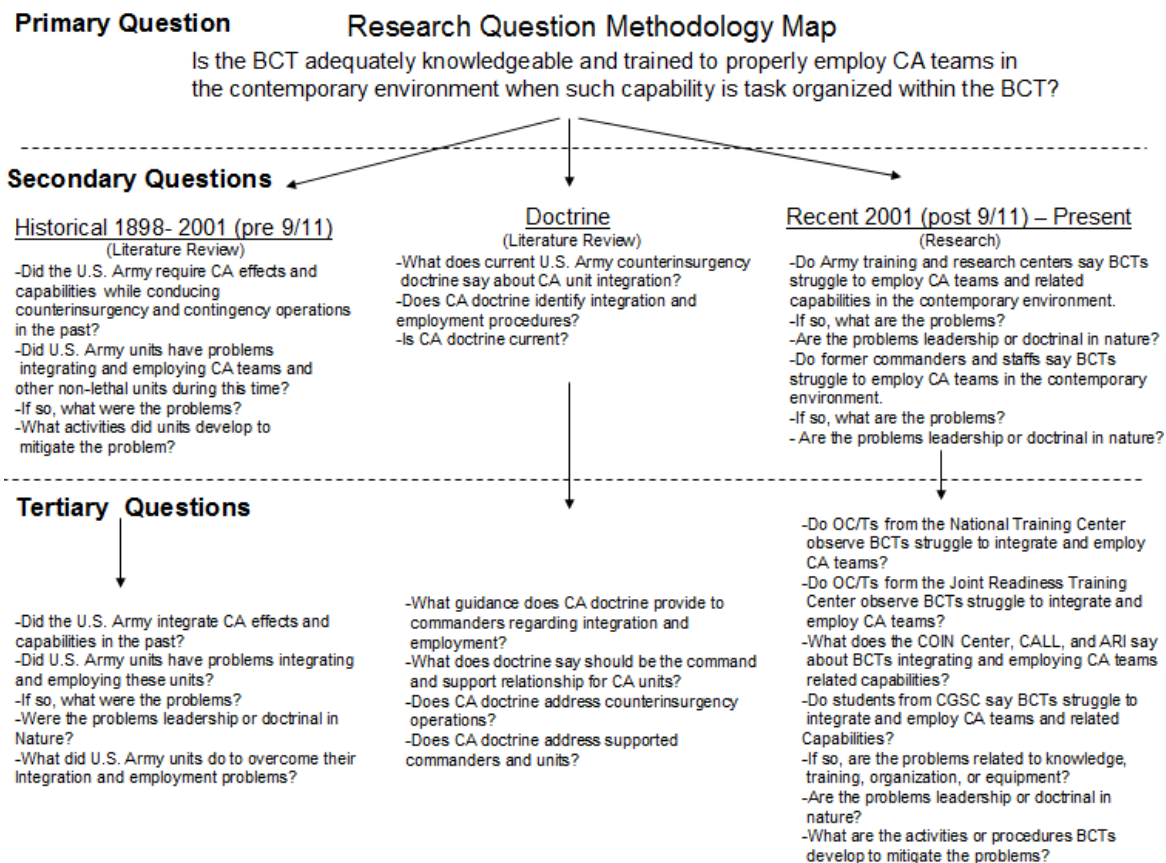 Primary Question
Research Question Methodology Map
Is the BCT adequately knowledgeable and trained to properly employ CA teams in
the contemporary environment when such capability is task organized within the BCT?
Secondary Questions
Historical 1898- 2001 (pre 9/11)
(Literature Review)
-Did the U.S. Army require CA effects and
capabilities while conducting
counterinsurgency and contingency operations
in the past?
-Did U.S. Army units have problems
integrating and employing CA teams and
other non-lethal units during this time?
-If so, what were the problems?
-What activities did units develop to
mitigate the problem?
Doctrine
(Literature Review)
-What does current U.S. Army counterinsurgency
doctrine say about CA unit integration?
-Does CA doctrine identify integration and
employment procedures?
-Is CA doctrine current?
Recent 2001 (post 9/11) – Present
(Research)
-Do Army training and research centers say BCTs
struggle to employ CA teams and related
capabilities in the contemporary environment.
-If so, what are the problems?
-Are the problems leadership or doctrinal in nature?
-Do former commanders and staffs say BCTs
struggle to employ CA teams in the contemporary
environment.
-If so, what are the problems?
- Are the problems leadership or doctrinal in nature?
Tertiary Questions
-Did the U.S. Army integrate CA effects and
capabilities in the past?
-Did U.S. Army units have problems integrating
and employing these units?
-If so, what were the problems?
-Were the problems leadership or doctrinal in
Nature?
-What did U.S. Army units do to overcome their
Integration and employment problems?
-What guidance does CA doctrine provide to
commanders regarding integration and
employment?
-What does doctrine say should be the command
and support relationship for CA units?
-Does CA doctrine address counterinsurgency
operations?
-Does CA doctrine address supported
commanders and units?
-Do OC/Ts from the National Training Center
observe BCTs struggle to integrate and employ
CA teams?
-Do OC/Ts form the Joint Readiness Training
Center observe BCTs struggle to integrate and
employ CA teams?
-What does the COIN Center, CALL, and ARI say
about BCTs integrating and employing CA teams
related capabilities?
-Do students from CGSC say BCTs struggle to
integrate and employ CA teams and related
Capabilities?
-If so, are the problems related to knowledge,
training, organization, or equipment?
-Are the problems leadership or doctrinal in
nature?
-What are the activities or procedures BCTs
develop to mitigate the problems?